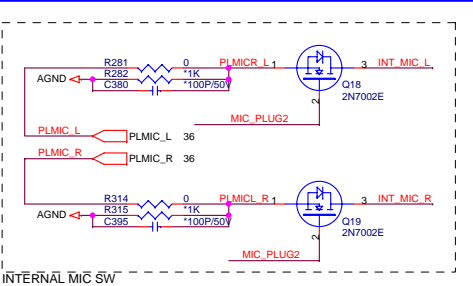 R281 0 PLMICR_L 1 3 INT_MIC_L
R282 *1K
AGND
C380 *100P/50V
Q18
2N7002E
2
MIC_PLUG2
PLMIC_L PLMIC_L 36
PLMIC_R PLMIC_R 36
R314 0 PLMICL_R 1 3 INT_MIC_R
R315 *1K
AGND
C395 *100P/50V
Q19
2N7002E
2
MIC_PLUG2
INTERNAL MIC SW